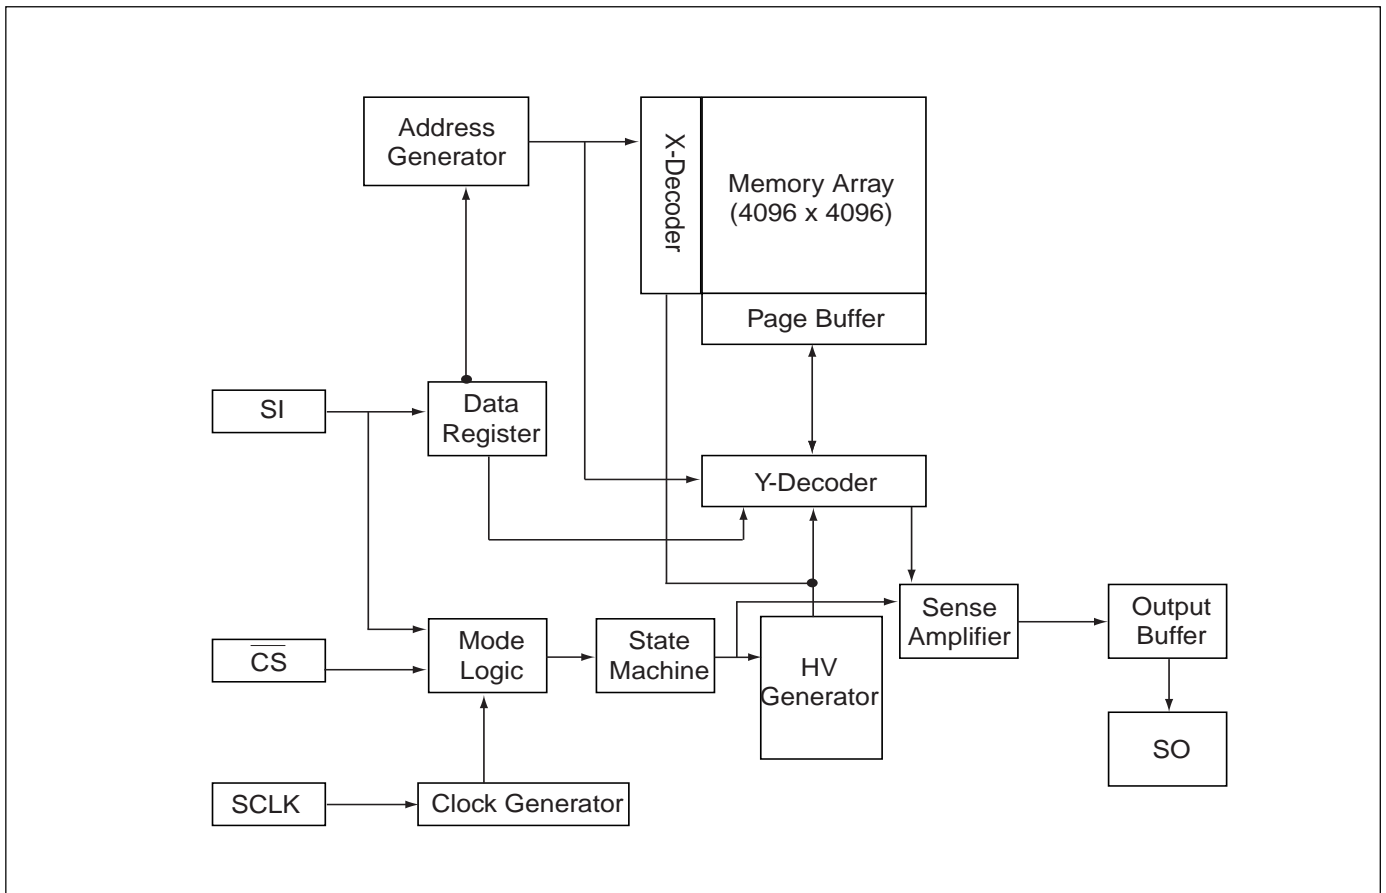 Address
Generator
X-Decoder
Memory Array
(4096 x 4096)
Page Buffer
SI
Data
Register
Y-Decoder
CS
Mode
Logic
State
Machine
HV
Generator
Sense
Amplifier
Output
Buffer
SCLK
Clock Generator
SO